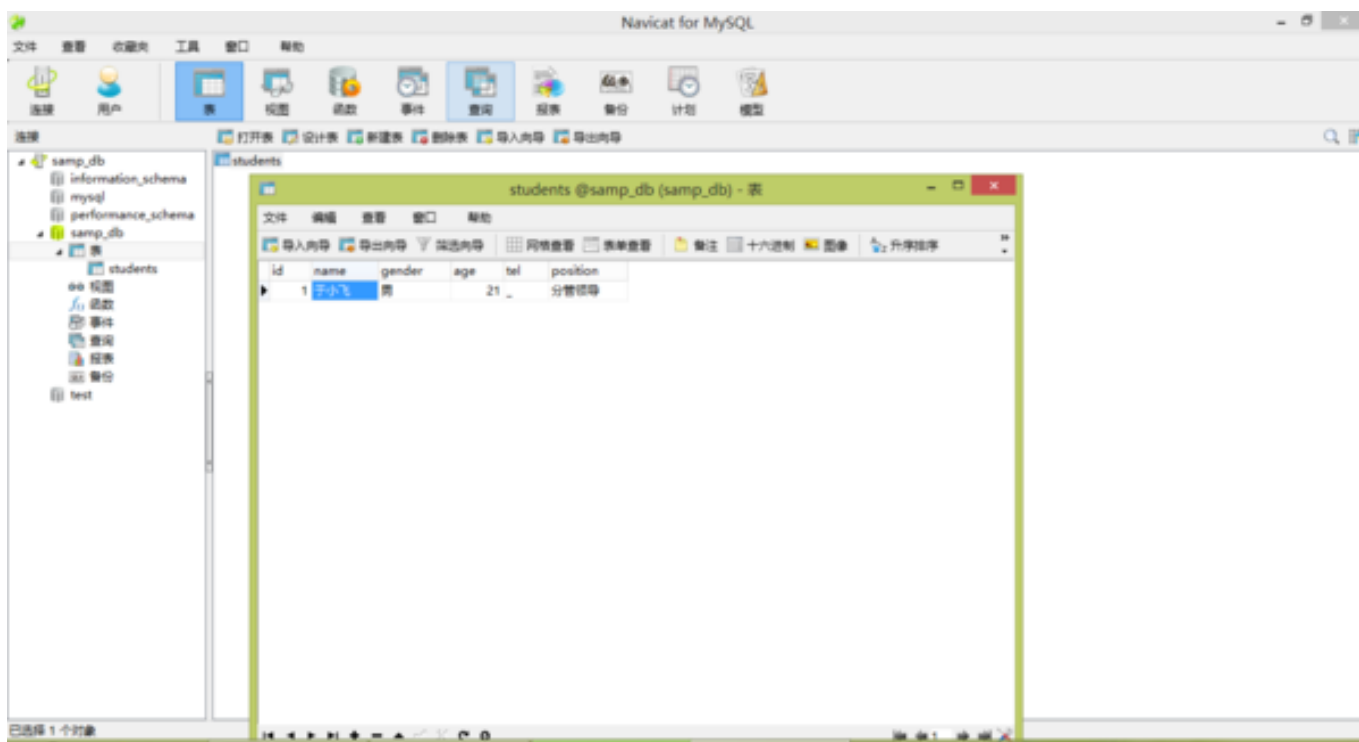 Navicat for MySQL
文件 查看 收藏夹 工具 窗口 帮助
连接 用户 表 视图 函数 事件 查询 报表 备份 计划 模型
连接 打开表 设计表 新建表 删除表 导入向导 导出向导
samp_db
information_schema
mysql
performance_schema
samp_db
表
students
视图
函数
事件
查询
报表
备份
test
students
students @samp_db (samp_db) - 表
文件 编辑 查看 窗口 帮助
导入向导 导出向导 筛选向导 网格查看 表单查看 备注 十六进制 图像 升序排序
id name gender age tel position
1 于小飞 男 21 _ 分管领导
1
已选择 1 个对象